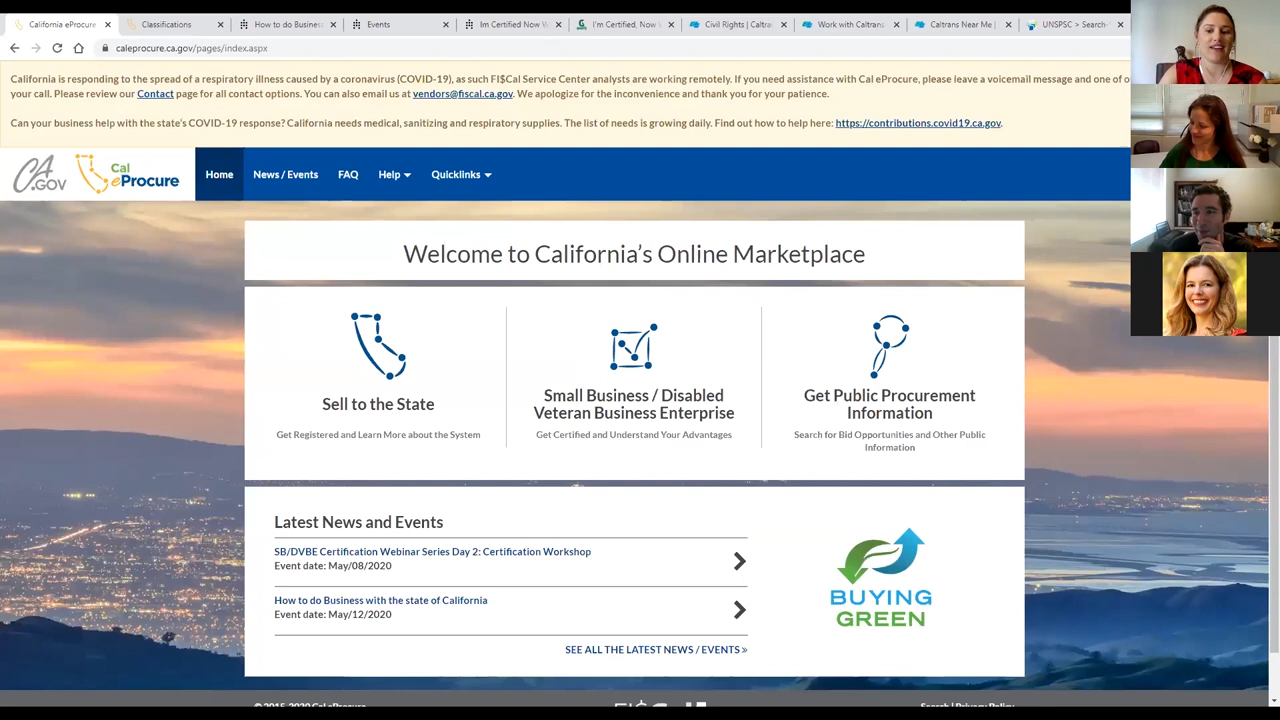 California eProcure
Classifications
How to do Busines
Events
Im Certified Now W
I'm Certified, Now W
Civil Rights | Caltra
Work with Caltrans
Caltrans Near Me |
UNSPSC > Search
caleprocure.ca.gov/pages/index.aspx
California is responding to the spread of a respiratory illness caused by a coronavirus (COVID-19), as such FI$Cal Service Center analysts are working remotely. If you need assistance with Cal eProcure, please leave a voicemail message and one of o
your call. Please review our Contact page for all contact options. You can also email us at vendors@fiscal.ca.gov. We apologize for the inconvenience and thank you for your patience.
Can your business help with the state's COVID-19 response? California needs medical, sanitizing and respiratory supplies. The list of needs is growing daily. Find out how to help here: https://contributions.covid19.ca.gov.
CA.GOV
Cal
eProcure
Home
News / Events
FAQ
Help
Quicklinks
Welcome to California's Online Marketplace
Sell to the State
Get Registered and Learn More about the System
Small Business / Disabled
Veteran Business Enterprise
Get Certified and Understand Your Advantages
Get Public Procurement
Information
Search for Bid Opportunities and Other Public
Information
Latest News and Events
SB/DVBE Certification Webinar Series Day 2: Certification Workshop
Event date: May/08/2020
How to do Business with the state of California
Event date: May/12/2020
SEE ALL THE LATEST NEWS / EVENTS »
BUYING
GREEN
© 2015-2020 Cal eProcure
Search | Privacy Policy